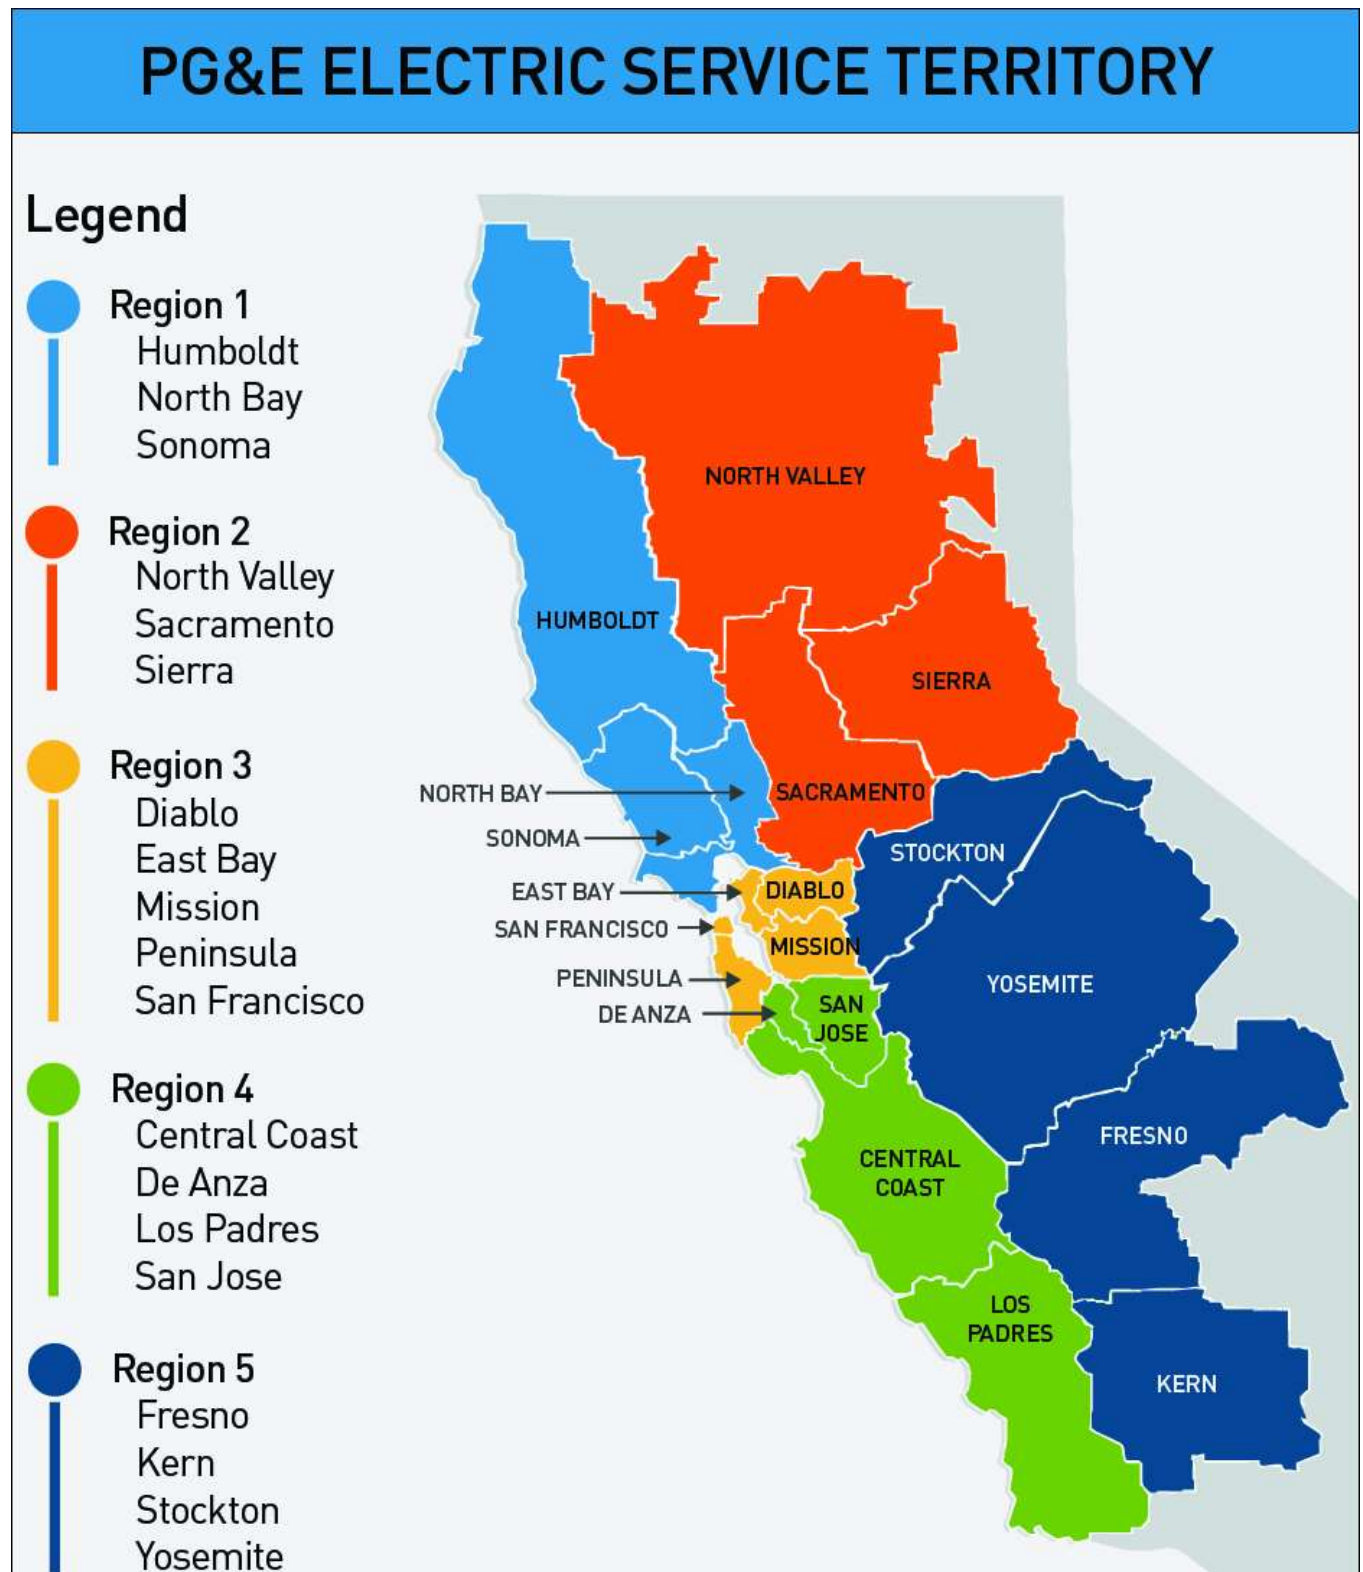 PG&E ELECTRIC SERVICE TERRITORY
Legend
Region 1
Humboldt
North Bay
Sonoma
Region 2
North Valley
Sacramento
Sierra
Region 3
Diablo
East Bay
Mission
Peninsula
San Francisco
Region 4
Central Coast
De Anza
Los Padres
San Jose
Region 5
Fresno
Kern
Stockton
Yosemite
NORTH VALLEY
HUMBOLDT
SIERRA
NORTH BAY
SACRAMENTO
SONOMA
STOCKTON
EAST BAY
DIABLO
SAN FRANCISCO
MISSION
PENINSULA
YOSEMITE
DE ANZA
SAN
JOSE
FRESNO
CENTRAL
COAST
LOS
PADRES
KERN